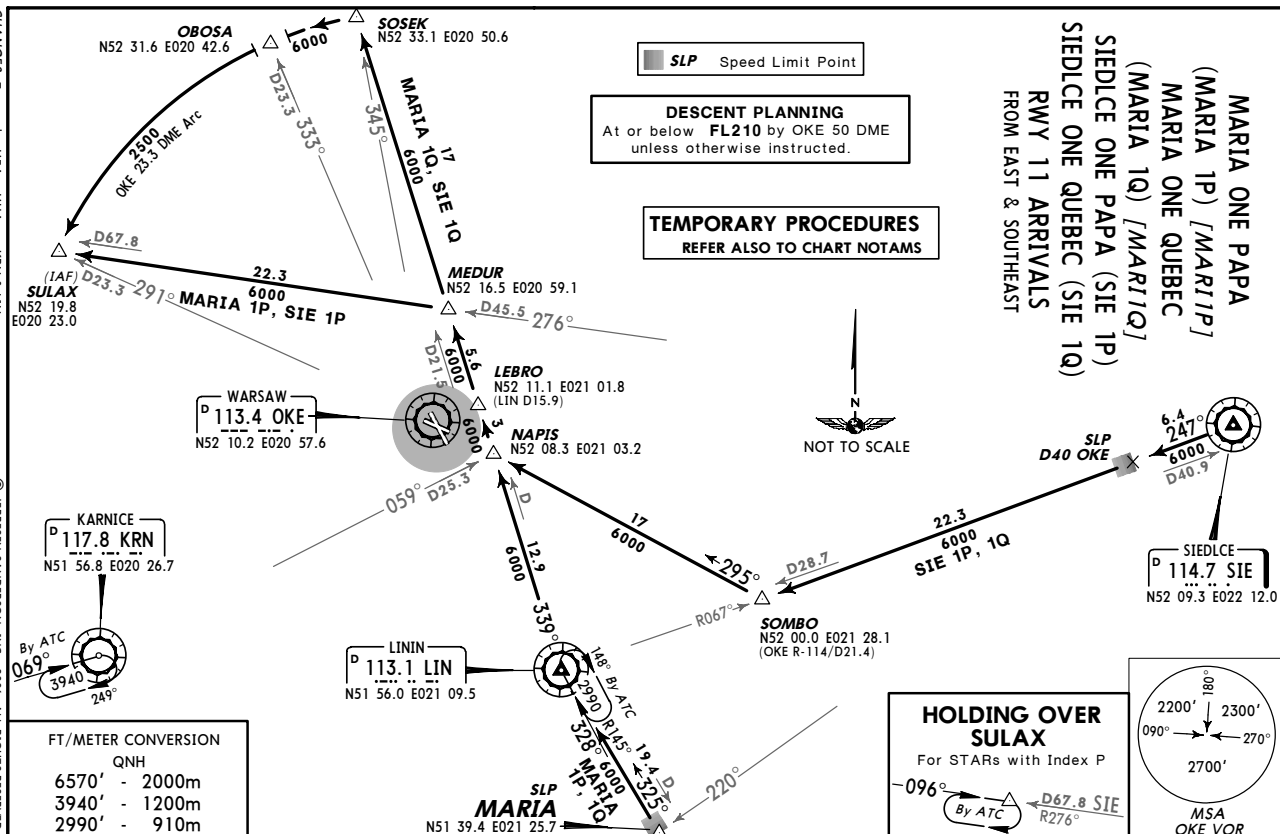 MARIA ONE PAPA
(MARIA 1P) [MARI1P]
MARIA ONE QUEBEC
(MARIA 1Q) [MARI1Q]
SIEDLCE ONE PAPA (SIE 1P)
SIEDLCE ONE QUEBEC (SIE 1Q)
RWY 11 ARRIVALS
FROM EAST & SOUTHEAST
SLP Speed Limit Point
DESCENT PLANNING
At or below FL210 by OKE 50 DME
unless otherwise instructed.
TEMPORARY PROCEDURES
REFER ALSO TO CHART NOTAMS
OBOSA
N52 31.6 E020 42.6
SOSEK
N52 33.1 E020 50.6
6000
2500
OKE 23.3 DME Arc
D23.3 333°
345°
17
6000
MARIA 1Q, SIE 1Q
D67.8
(IAF)
SULAX
N52 19.8
E020 23.0
D23.3 291°
22.3
6000
MARIA 1P, SIE 1P
MEDUR
N52 16.5 E020 59.1
D45.5 276°
D21.5
5.6
6000
LEBRO
N52 11.1 E021 01.8
(LIN D15.9)
WARSAW
D 113.4 OKE
N52 10.2 E020 57.6
3
6000
NAPIS
N52 08.3 E021 03.2
059° D25.3
D
N
NOT TO SCALE
SLP
D40 OKE
6.4
247°
6000
D40.9
SIEDLCE
D 114.7 SIE
N52 09.3 E022 12.0
22.3
6000
SIE 1P, 1Q
17
6000
295°
D28.7
R067°
SOMBO
N52 00.0 E021 28.1
(OKE R-114/D21.4)
KARNICE
D 117.8 KRN
N51 56.8 E020 26.7
By ATC
069°
3940
249°
12.9
6000
339°
LININ
D 113.1 LIN
N51 56.0 E021 09.5
148° By ATC
2990
R145°
328°
6000
MARIA
1P, 1Q
19.4
325°
D
220°
SLP
MARIA
N51 39.4 E021 25.7
FT/METER CONVERSION
QNH
6570' - 2000m
3940' - 1200m
2990' - 910m
HOLDING OVER
SULAX
For STARs with Index P
096°
By ATC
D67.8 SIE
R276°
180°
2200'
2300'
090°
270°
2700'
MSA
OKE VOR